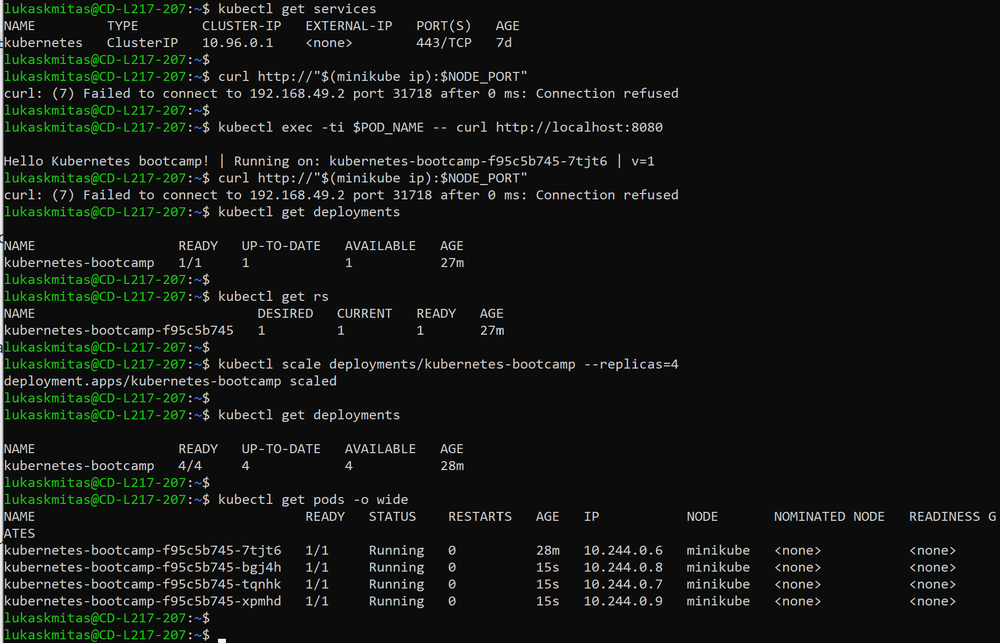 lukaskmitas@CD-L217-207:~$ kubectl get services
NAME         TYPE        CLUSTER-IP   EXTERNAL-IP   PORT(S)   AGE
kubernetes   ClusterIP   10.96.0.1    <none>        443/TCP   7d
lukaskmitas@CD-L217-207:~$
lukaskmitas@CD-L217-207:~$ curl http://"$(minikube ip):$NODE_PORT"
curl: (7) Failed to connect to 192.168.49.2 port 31718 after 0 ms: Connection refused
lukaskmitas@CD-L217-207:~$
lukaskmitas@CD-L217-207:~$ kubectl exec -ti $POD_NAME -- curl http://localhost:8080
Hello Kubernetes bootcamp! | Running on: kubernetes-bootcamp-f95c5b745-7tjt6 | v=1
lukaskmitas@CD-L217-207:~$ curl http://"$(minikube ip):$NODE_PORT"
curl: (7) Failed to connect to 192.168.49.2 port 31718 after 0 ms: Connection refused
lukaskmitas@CD-L217-207:~$ kubectl get deployments
NAME                  READY   UP-TO-DATE   AVAILABLE   AGE
kubernetes-bootcamp   1/1     1            1           27m
lukaskmitas@CD-L217-207:~$
lukaskmitas@CD-L217-207:~$ kubectl get rs
NAME                            DESIRED   CURRENT   READY   AGE
kubernetes-bootcamp-f95c5b745   1         1         1       27m
lukaskmitas@CD-L217-207:~$
lukaskmitas@CD-L217-207:~$ kubectl scale deployments/kubernetes-bootcamp --replicas=4
deployment.apps/kubernetes-bootcamp scaled
lukaskmitas@CD-L217-207:~$
lukaskmitas@CD-L217-207:~$ kubectl get deployments
NAME                  READY   UP-TO-DATE   AVAILABLE   AGE
kubernetes-bootcamp   4/4     4            4           28m
lukaskmitas@CD-L217-207:~$
lukaskmitas@CD-L217-207:~$ kubectl get pods -o wide
NAME                                  READY   STATUS    RESTARTS   AGE   IP           NODE       NOMINATED NODE   READINESS G
ATES
kubernetes-bootcamp-f95c5b745-7tjt6   1/1     Running   0          28m   10.244.0.6   minikube   <none>           <none>
kubernetes-bootcamp-f95c5b745-bgj4h   1/1     Running   0          15s   10.244.0.8   minikube   <none>           <none>
kubernetes-bootcamp-f95c5b745-tqnhk   1/1     Running   0          15s   10.244.0.7   minikube   <none>           <none>
kubernetes-bootcamp-f95c5b745-xpmhd   1/1     Running   0          15s   10.244.0.9   minikube   <none>           <none>
lukaskmitas@CD-L217-207:~$
lukaskmitas@CD-L217-207:~$